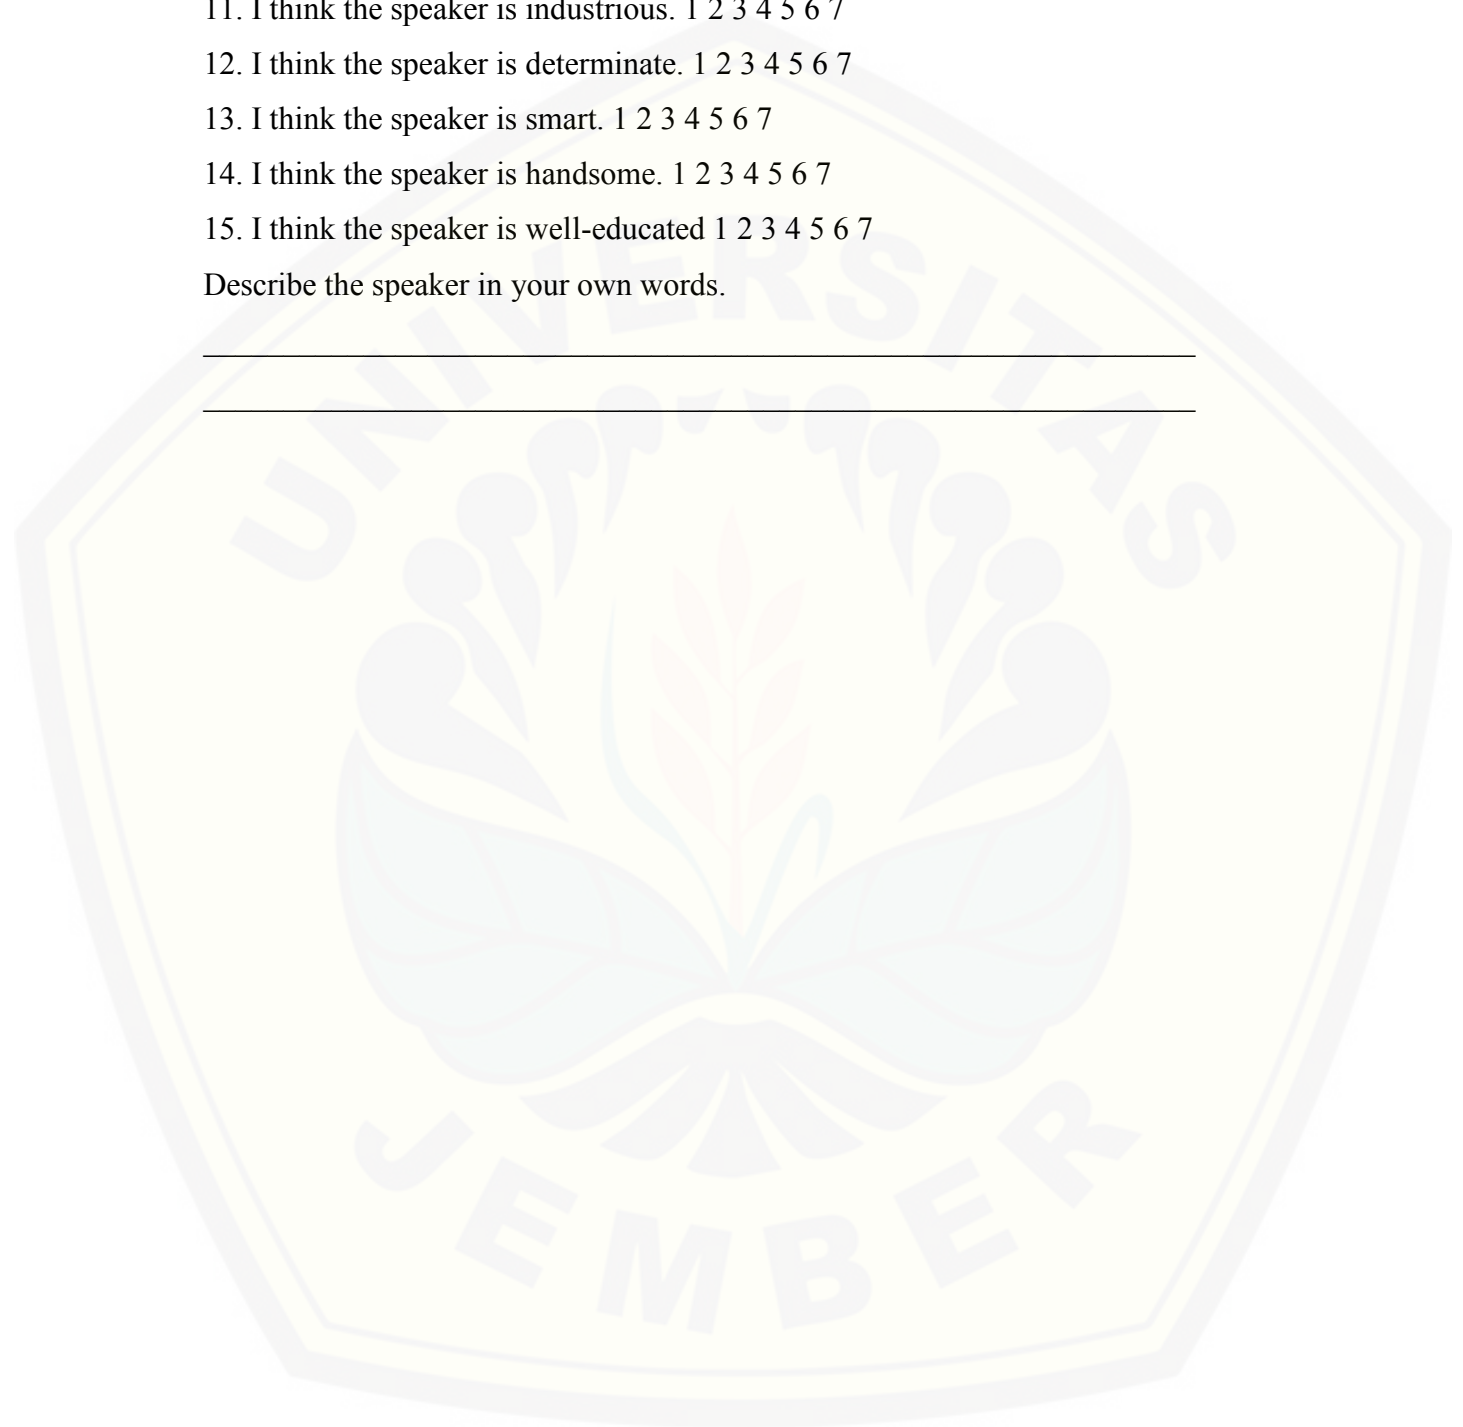 11. I think the speaker is industrious. 1 2 3 4 5 6 7
12. I think the speaker is determinate. 1 2 3 4 5 6 7
13. I think the speaker is smart. 1 2 3 4 5 6 7
14. I think the speaker is handsome. 1 2 3 4 5 6 7
15. I think the speaker is well-educated 1 2 3 4 5 6 7
Describe the speaker in your own words.
UNIVERSITAS
JEMBER